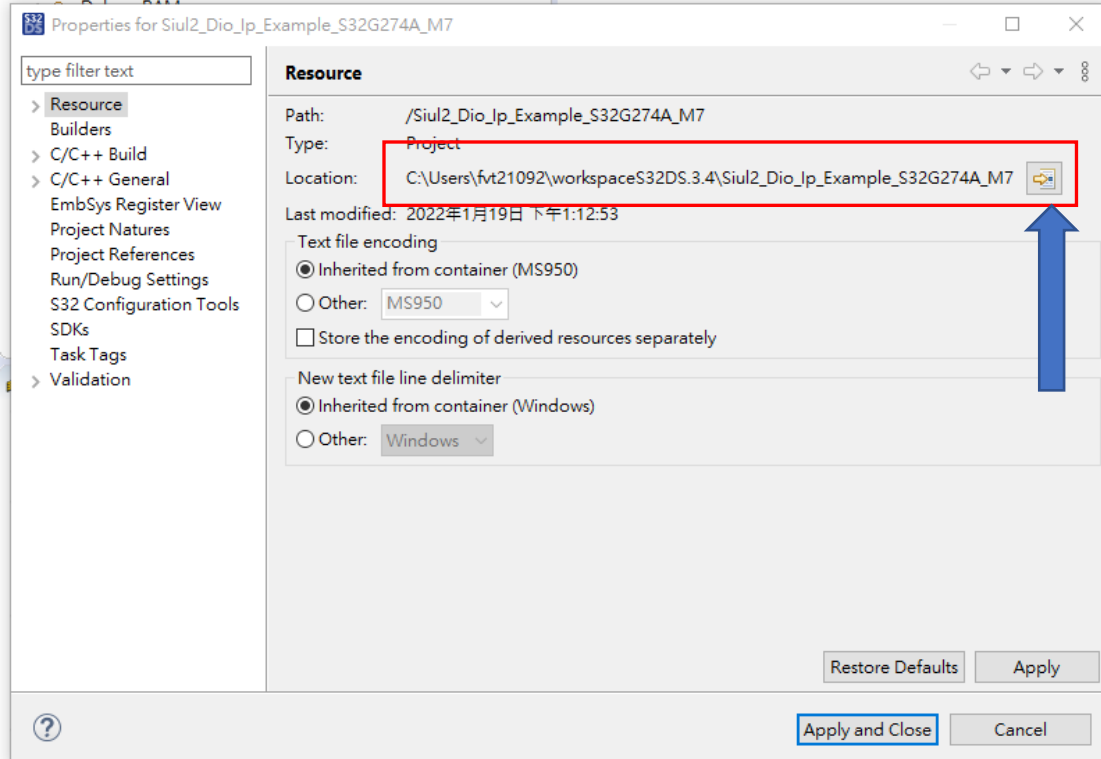 Properties for Siul2_Dio_Ip_Example_S32G274A_M7
type filter text
Resource
Builders
C/C++ Build
C/C++ General
EmbSys Register View
Project Natures
Project References
Run/Debug Settings
S32 Configuration Tools
SDKs
Task Tags
Validation
Resource
Path: /Siul2_Dio_Ip_Example_S32G274A_M7
Type: Project
Location: C:\Users\fvt21092\workspaceS32DS.3.4\Siul2_Dio_Ip_Example_S32G274A_M7
Last modified: 2022年1月19日 下午1:12:53
Text file encoding
Inherited from container (MS950)
Other: MS950
Store the encoding of derived resources separately
New text file line delimiter
Inherited from container (Windows)
Other: Windows
Restore Defaults Apply
Apply and Close Cancel